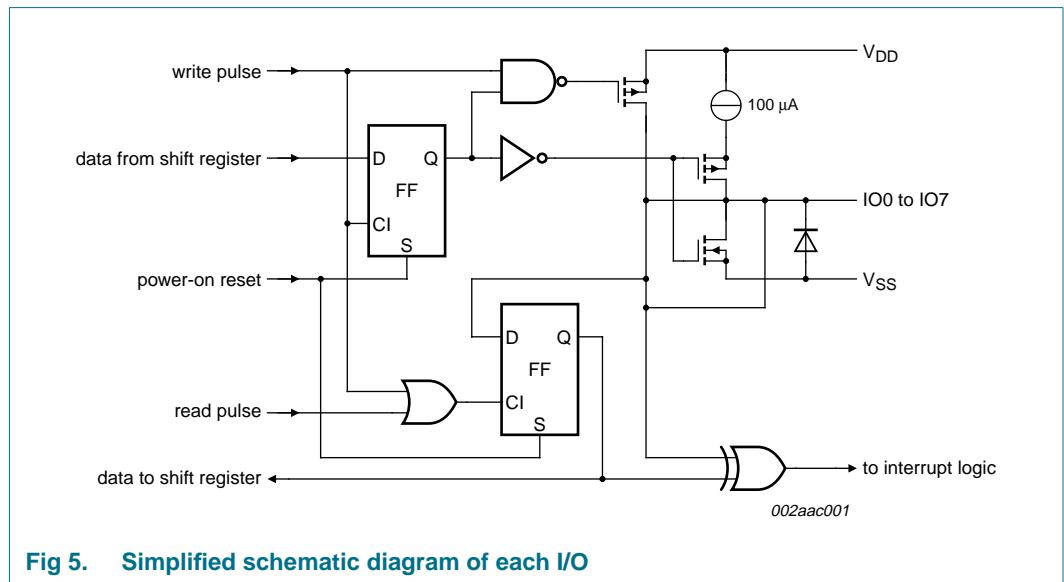 write pulse
V_DD
100 μA
data from shift register
D
Q
FF
IO0 to IO7
CI
S
power-on reset
V_SS
D
Q
FF
CI
read pulse
S
data to shift register
to interrupt logic
002aac001
Fig 5. Simplified schematic diagram of each I/O